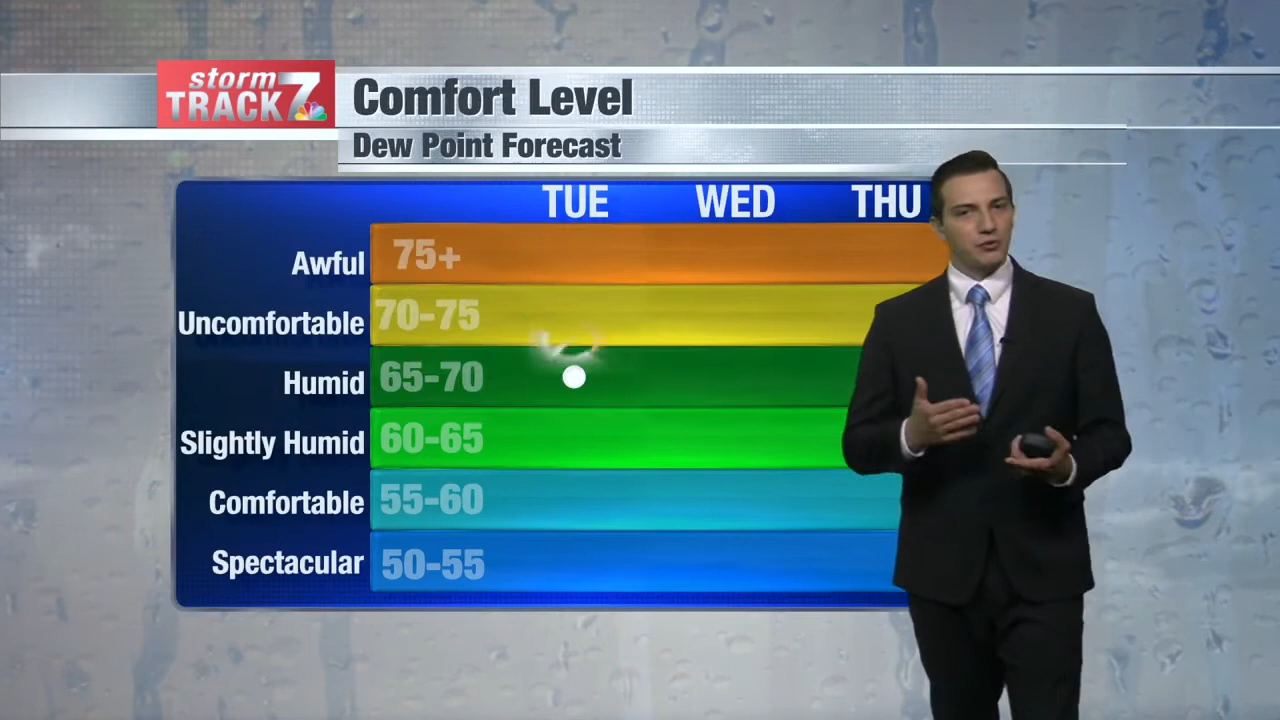 storm
TRACK 7
Comfort Level
Dew Point Forecast
TUE WED THU
Awful 75+
Uncomfortable 70-75
Humid 65-70
Slightly Humid 60-65
Comfortable 55-60
Spectacular 50-55